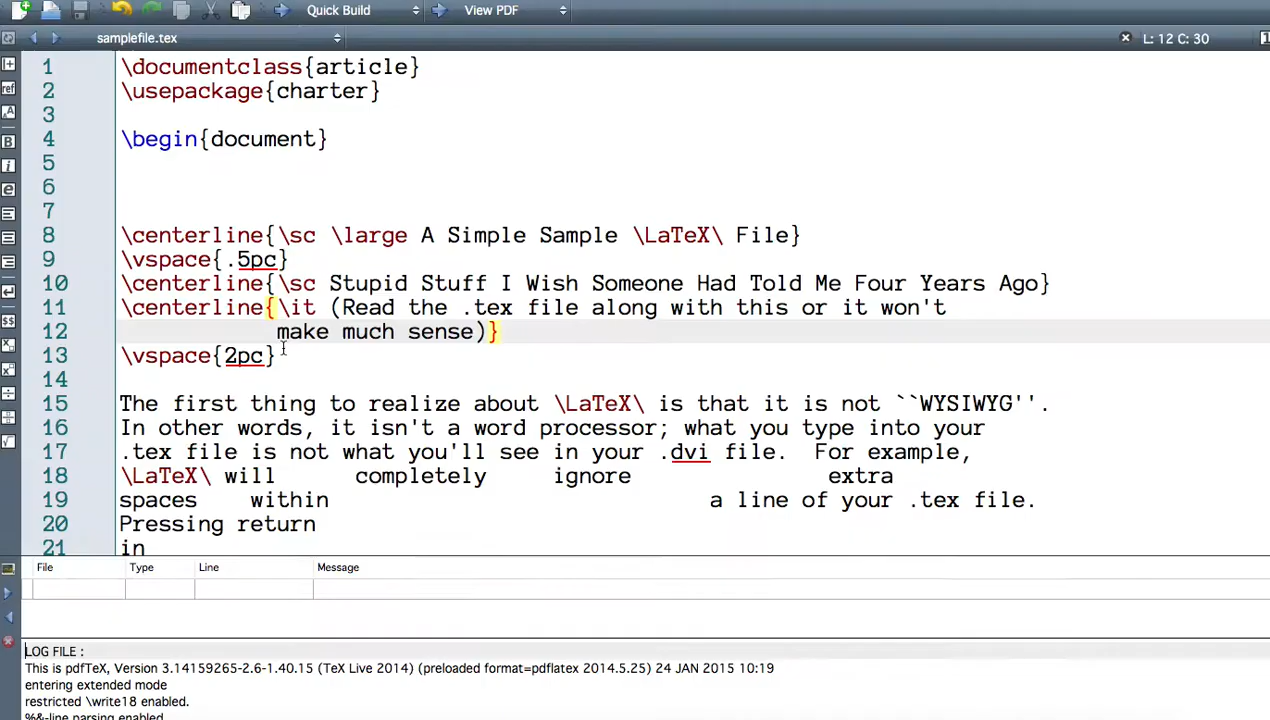 Quick Build View PDF
samplefile.tex L: 12 C: 30
1 \documentclass{article}
2 \usepackage{charter}
3
4 \begin{document}
5
6
7
8 \centerline{\sc \large A Simple Sample \LaTeX\ File}
9 \vspace{.5pc}
10 \centerline{\sc Stupid Stuff I Wish Someone Had Told Me Four Years Ago}
11 \centerline{\it (Read the .tex file along with this or it won't
12 make much sense)}
13 \vspace{2pc}
14
15 The first thing to realize about \LaTeX\ is that it is not ``WYSIWYG''.
16 In other words, it isn't a word processor; what you type into your
17 .tex file is not what you'll see in your .dvi file.  For example,
18 \LaTeX\ will      completely     ignore               extra
19 spaces    within                             a line of your .tex file.
20 Pressing return
21 in
File Type Line Message
LOG FILE :
This is pdfTeX, Version 3.14159265-2.6-1.40.15 (TeX Live 2014) (preloaded format=pdflatex 2014.5.25) 24 JAN 2015 10:19
entering extended mode
restricted \write18 enabled.
%&-line parsing enabled